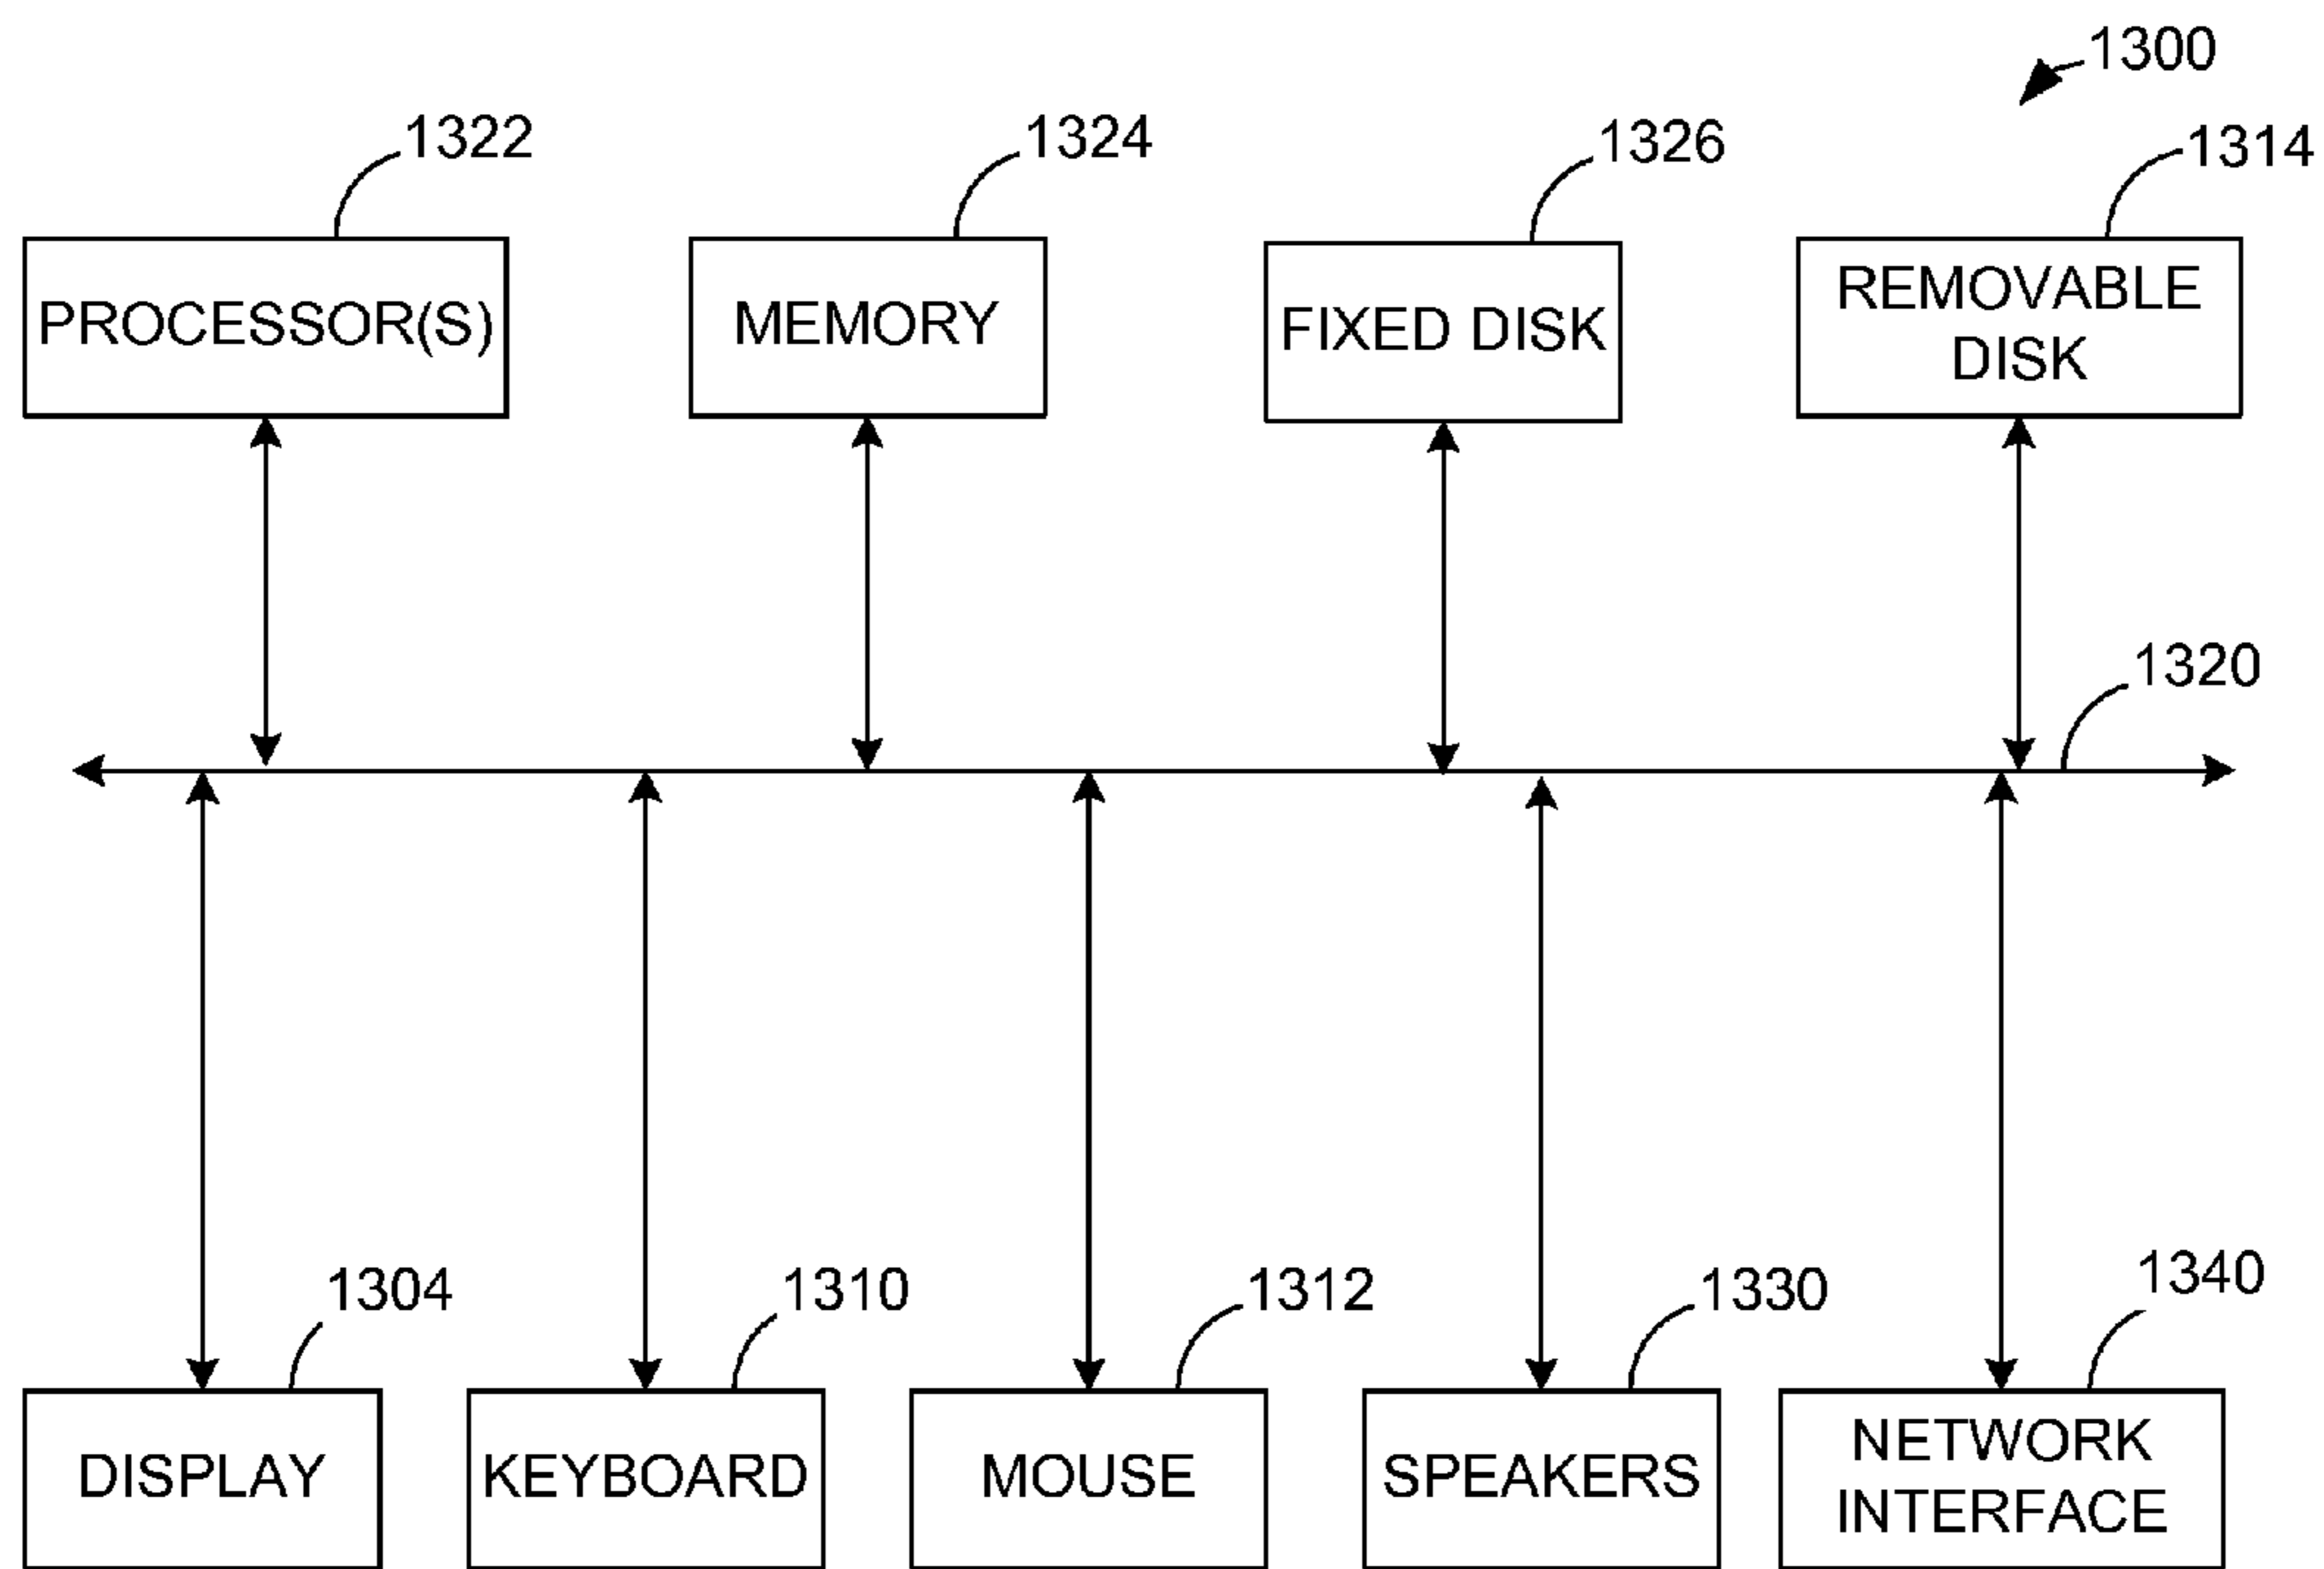 1300
1322
1324
1326
1314
PROCESSOR(S)
MEMORY
FIXED DISK
REMOVABLE
DISK
1320
1304
1310
1312
1330
1340
DISPLAY
KEYBOARD
MOUSE
SPEAKERS
NETWORK
INTERFACE